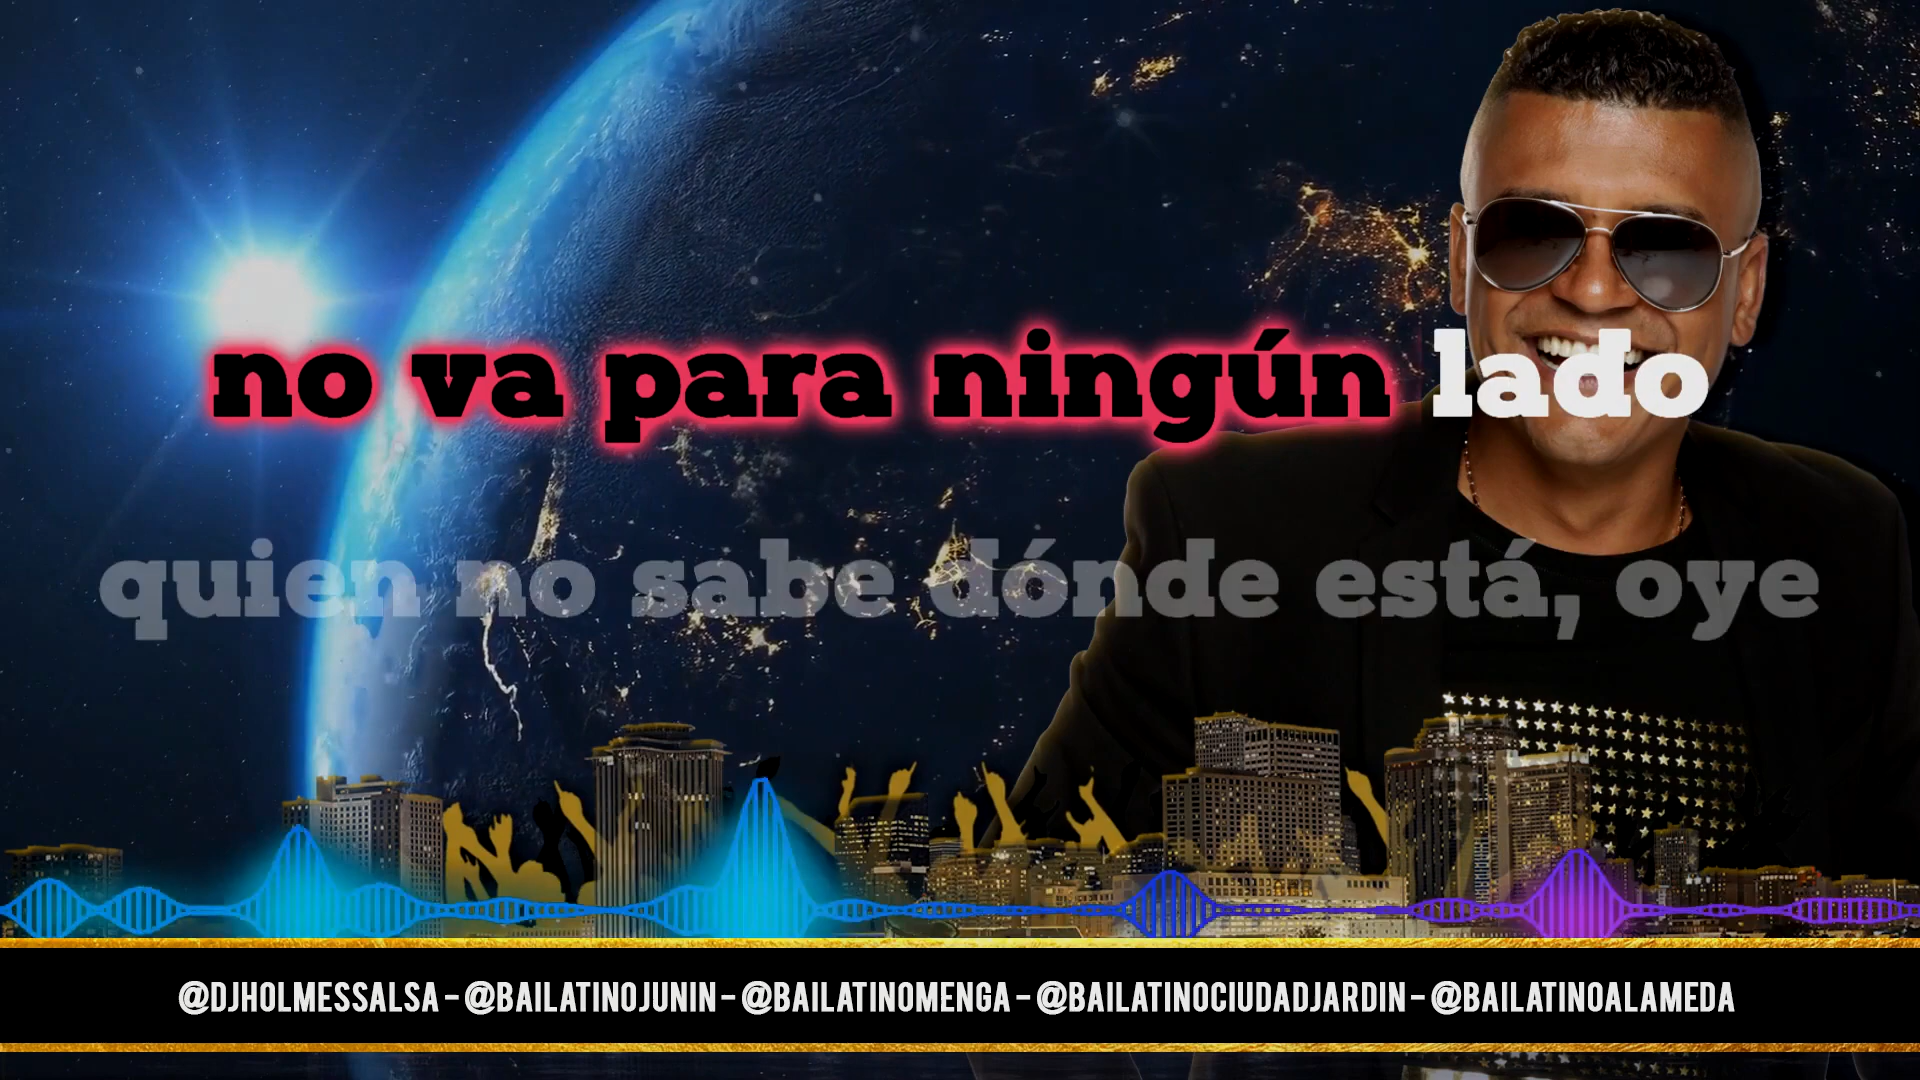 no va para ningún lado
quien no sabe dónde está, oye
@DJHOLMESSALSA - @BAILATINOJUNIN - @BAILATINOMENGA - @BAILATINOCIUDADJARDIN - @BAILATINOALAMEDA